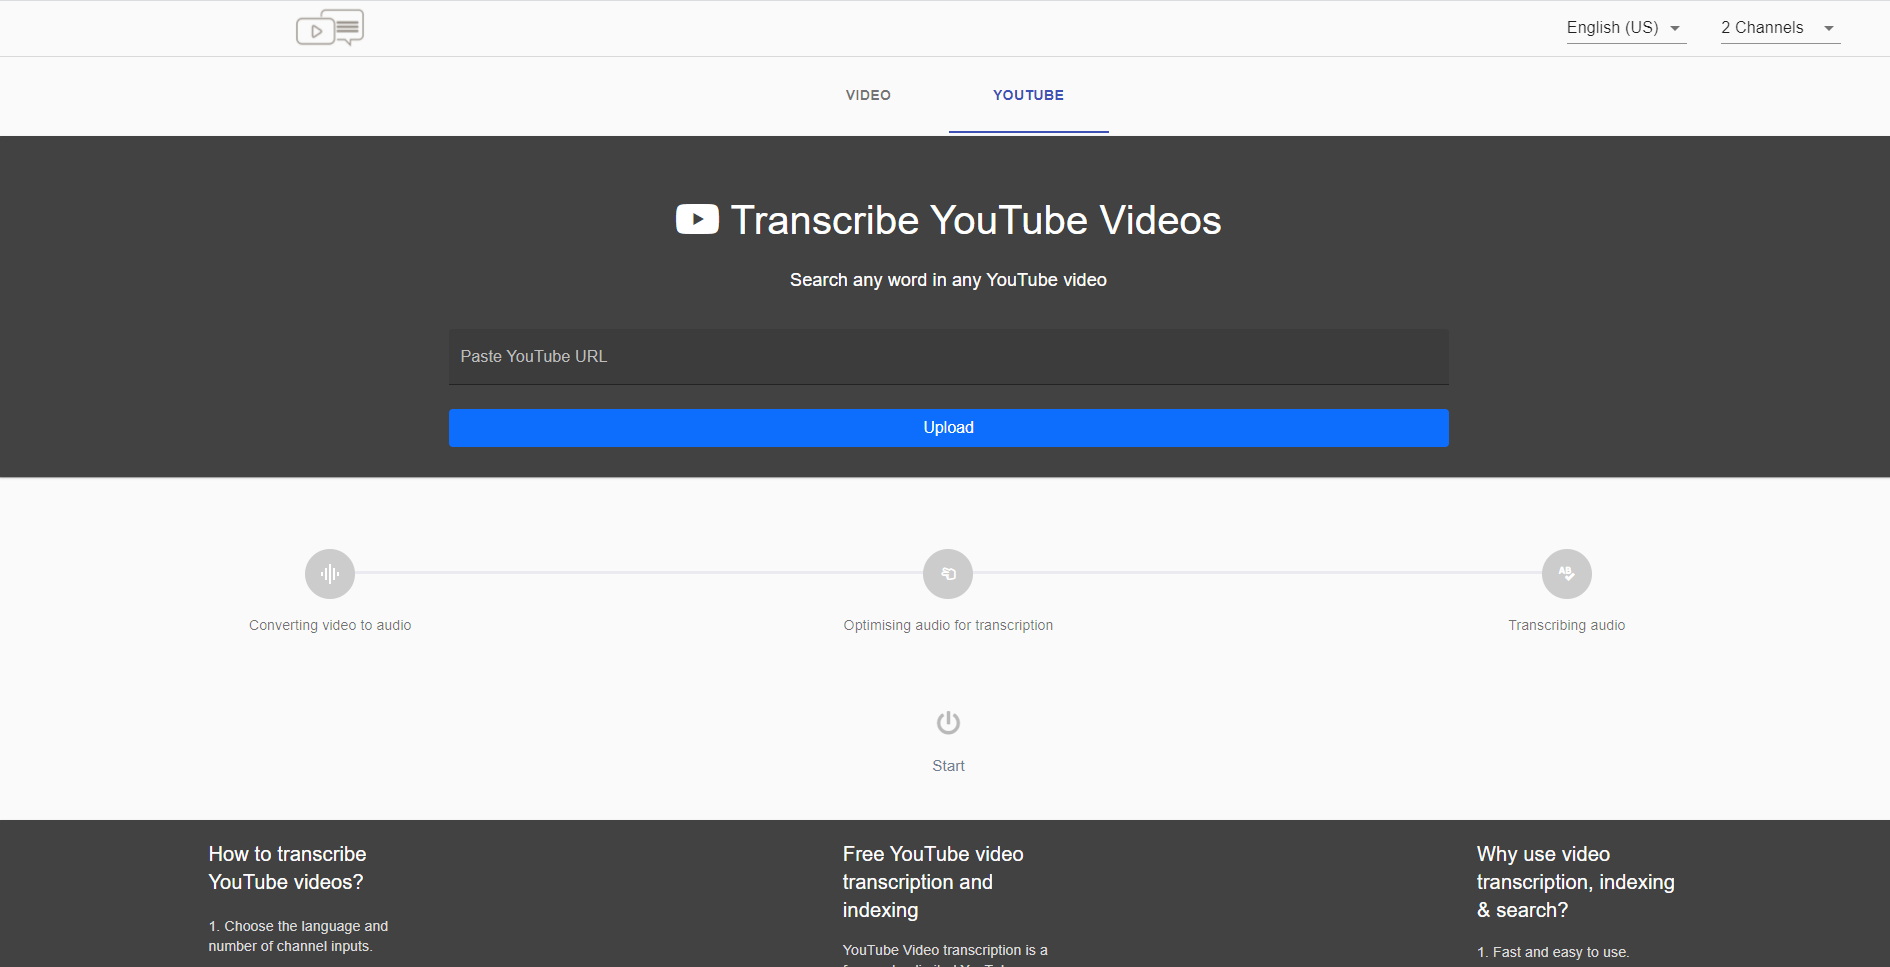 English (US)
2 Channels
VIDEO
YOUTUBE
Transcribe YouTube Videos
Search any word in any YouTube video
Paste YouTube URL
Upload
AB
Converting video to audio
Optimising audio for transcription
Transcribing audio
Start
How to transcribe
YouTube videos?
1. Choose the language and
number of channel inputs.
Free YouTube video
transcription and
indexing
YouTube Video transcription is a
Why use video
transcription, indexing
& search?
1. Fast and easy to use.